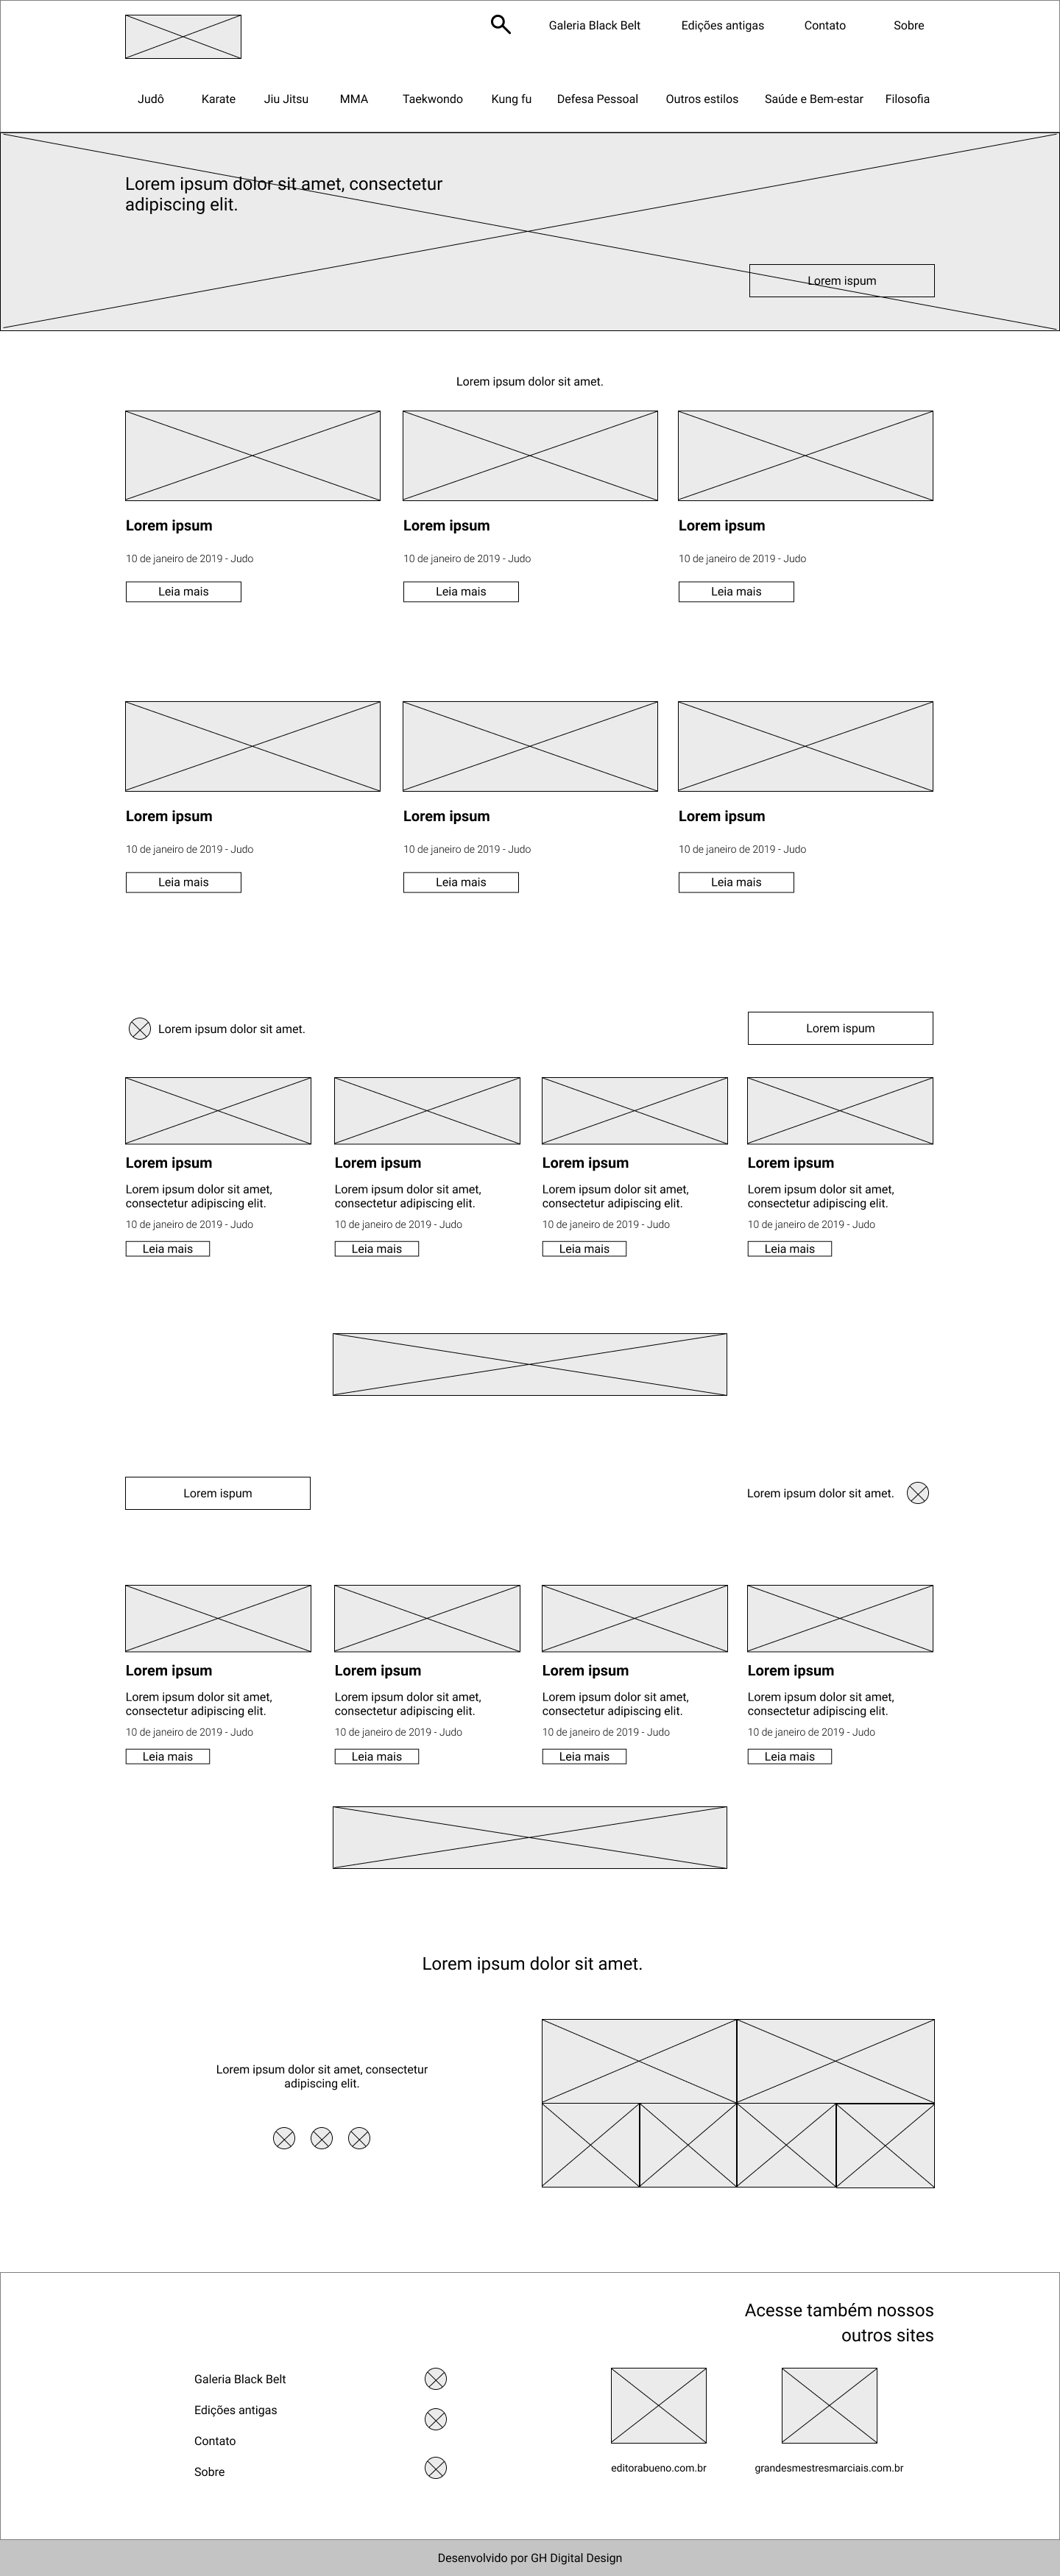 Galeria Black Belt Edições antigas Contato Sobre
Judô Karate Jiu Jitsu MMA Taekwondo Kung fu Defesa Pessoal Outros estilos Saúde e Bem-estar Filosofia
Lorem ipsum dolor sit amet, consectetur
adipiscing elit.
Lorem ispum
Lorem ipsum dolor sit amet.
Lorem ipsum Lorem ipsum Lorem ipsum
10 de janeiro de 2019 - Judo 10 de janeiro de 2019 - Judo 10 de janeiro de 2019 - Judo
Leia mais Leia mais Leia mais
Lorem ipsum Lorem ipsum Lorem ipsum
10 de janeiro de 2019 - Judo 10 de janeiro de 2019 - Judo 10 de janeiro de 2019 - Judo
Leia mais Leia mais Leia mais
Lorem ipsum dolor sit amet. Lorem ispum
Lorem ipsum Lorem ipsum Lorem ipsum Lorem ipsum
Lorem ipsum dolor sit amet, Lorem ipsum dolor sit amet, Lorem ipsum dolor sit amet, Lorem ipsum dolor sit amet,
consectetur adipiscing elit. consectetur adipiscing elit. consectetur adipiscing elit. consectetur adipiscing elit.
10 de janeiro de 2019 - Judo 10 de janeiro de 2019 - Judo 10 de janeiro de 2019 - Judo 10 de janeiro de 2019 - Judo
Leia mais Leia mais Leia mais Leia mais
Lorem ispum Lorem ipsum dolor sit amet.
Lorem ipsum Lorem ipsum Lorem ipsum Lorem ipsum
Lorem ipsum dolor sit amet, Lorem ipsum dolor sit amet, Lorem ipsum dolor sit amet, Lorem ipsum dolor sit amet,
consectetur adipiscing elit. consectetur adipiscing elit. consectetur adipiscing elit. consectetur adipiscing elit.
10 de janeiro de 2019 - Judo 10 de janeiro de 2019 - Judo 10 de janeiro de 2019 - Judo 10 de janeiro de 2019 - Judo
Leia mais Leia mais Leia mais Leia mais
Lorem ipsum dolor sit amet.
Lorem ipsum dolor sit amet, consectetur
adipiscing elit.
Acesse também nossos
outros sites
Galeria Black Belt
Edições antigas
Contato
Sobre
editorabueno.com.br grandesmestresmarciais.com.br
Desenvolvido por GH Digital Design